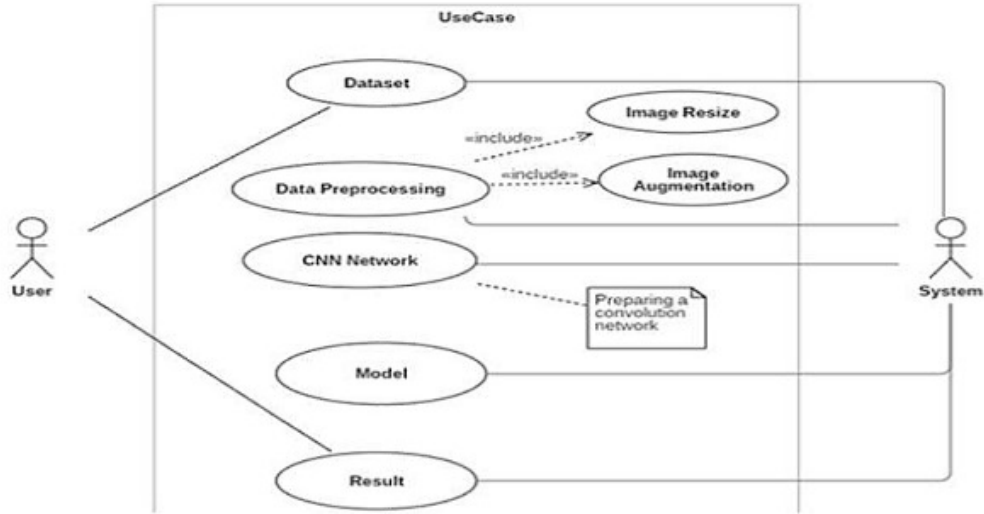 UseCase
Dataset
Image Resize
«include»
Data Preprocessing
«include»
Image
Augmentation
CNN Network
User
System
Preparing a
convolution
network
Model
Result